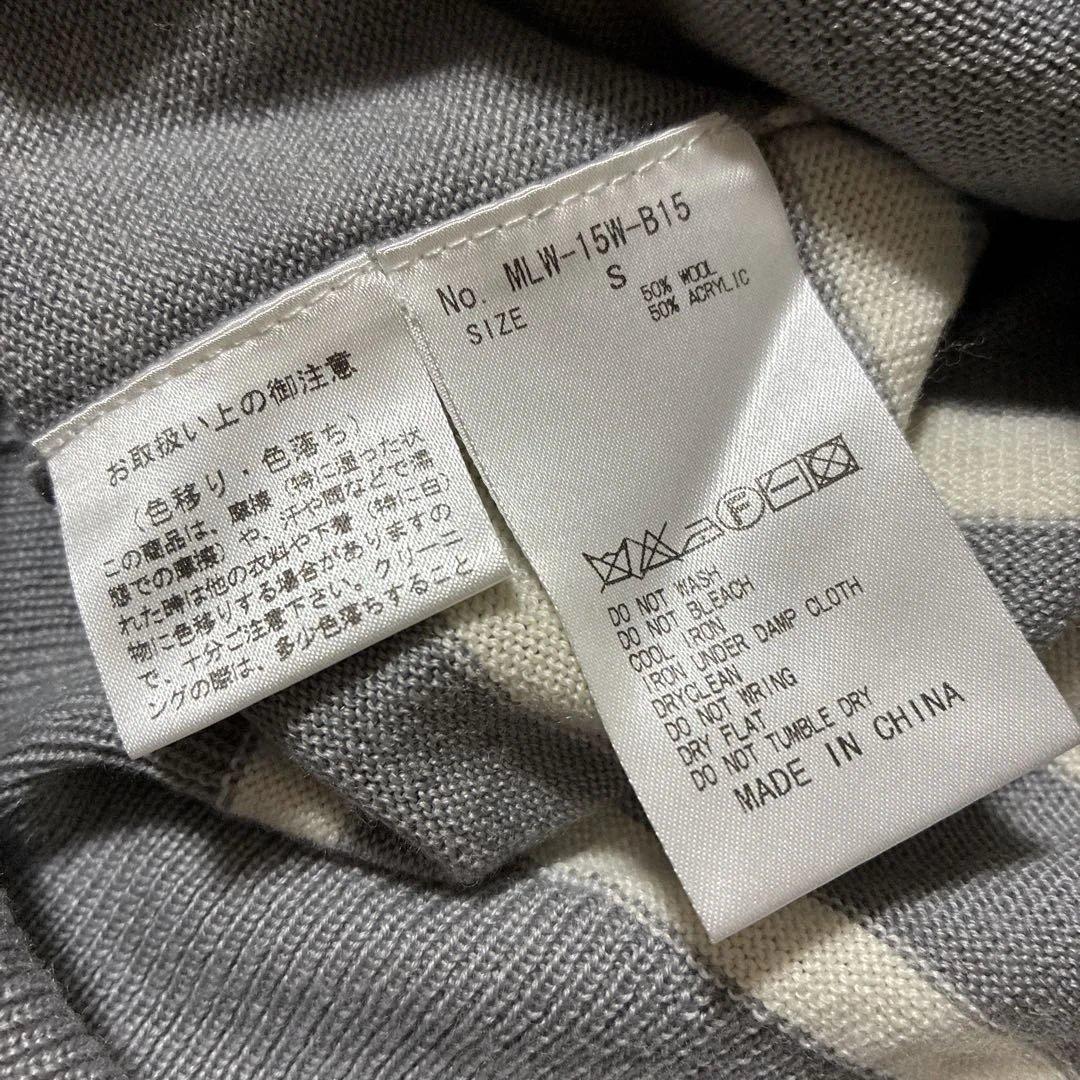 お取扱い上の御注意
(色移り・色落ち)
この商品は、摩擦(特に湿った状
態での摩擦)や、汗や雨などで濡
れた時は他の衣料や下着(特に白
物に色移りする場合がありますの
で、十分ご注意下さい。クリーニ
ングの際は、多少色落ちすること
No. MLW-15W-B15
SIZE S
50% WOOL
50% ACRYLIC
F
DO NOT WASH
DO NOT BLEACH
COOL IRON
IRON UNDER DAMP CLOTH
DRYCLEAN
DO NOT WRING
DRY FLAT
DO NOT TUMBLE DRY
MADE IN CHINA